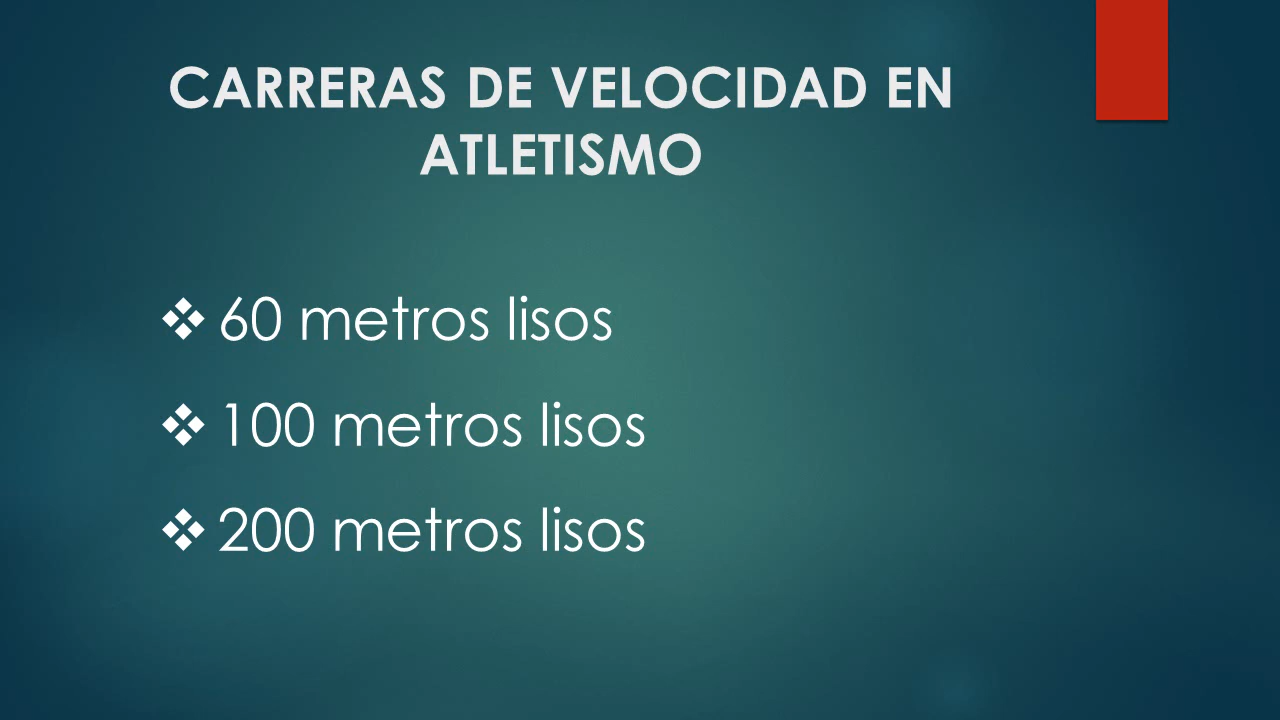 CARRERAS DE VELOCIDAD EN
ATLETISMO
❖ 60 metros lisos
❖ 100 metros lisos
❖ 200 metros lisos